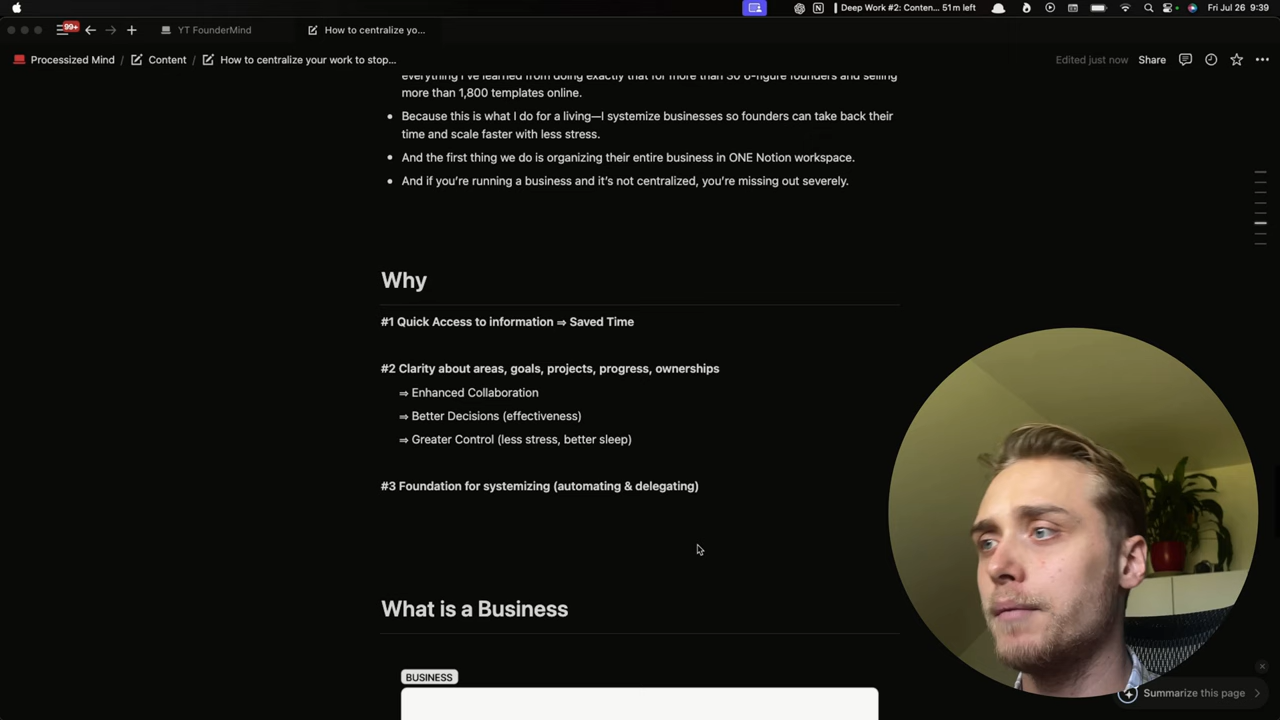 Deep Work #2: Conten... 51m left
Fri Jul 26 9:39
99+
YT FounderMind
How to centralize yo...
Processized Mind / Content / How to centralize your work to stop...
Edited just now
Share
everything I've learned from doing exactly that for more than 30 6-figure founders and selling
more than 1,800 templates online.
• Because this is what I do for a living—I systemize businesses so founders can take back their
time and scale faster with less stress.
• And the first thing we do is organizing their entire business in ONE Notion workspace.
• And if you're running a business and it's not centralized, you're missing out severely.
Why
#1 Quick Access to information ⇒ Saved Time
#2 Clarity about areas, goals, projects, progress, ownerships
⇒ Enhanced Collaboration
⇒ Better Decisions (effectiveness)
⇒ Greater Control (less stress, better sleep)
#3 Foundation for systemizing (automating & delegating)
What is a Business
BUSINESS
Summarize this page